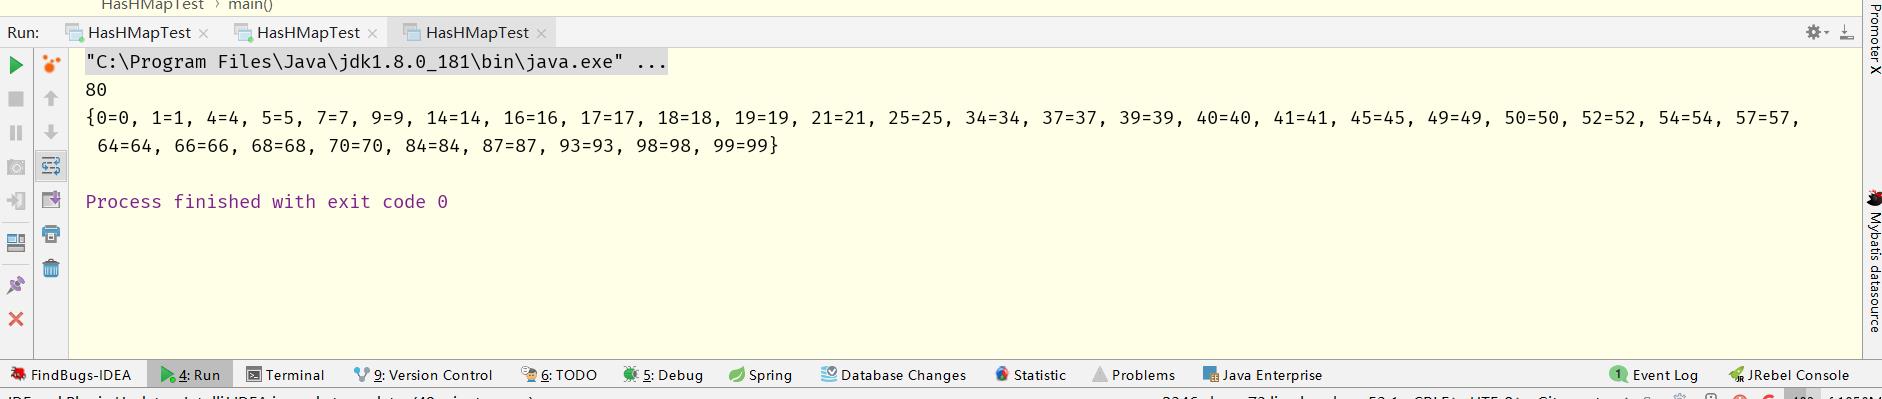 HasHMapTest › main()
Run: HasHMapTest × HasHMapTest × HasHMapTest ×
"C:\Program Files\Java\jdk1.8.0_181\bin\java.exe" ...
80
{0=0, 1=1, 4=4, 5=5, 7=7, 9=9, 14=14, 16=16, 17=17, 18=18, 19=19, 21=21, 25=25, 34=34, 37=37, 39=39, 40=40, 41=41, 45=45, 49=49, 50=50, 52=52, 54=54, 57=57,
64=64, 66=66, 68=68, 70=70, 84=84, 87=87, 93=93, 98=98, 99=99}
Process finished with exit code 0
Promoter X
Mybatis datasource
FindBugs-IDEA 4: Run Terminal 9: Version Control 6: TODO 5: Debug Spring Database Changes Statistic Problems Java Enterprise 1 Event Log JRebel Console